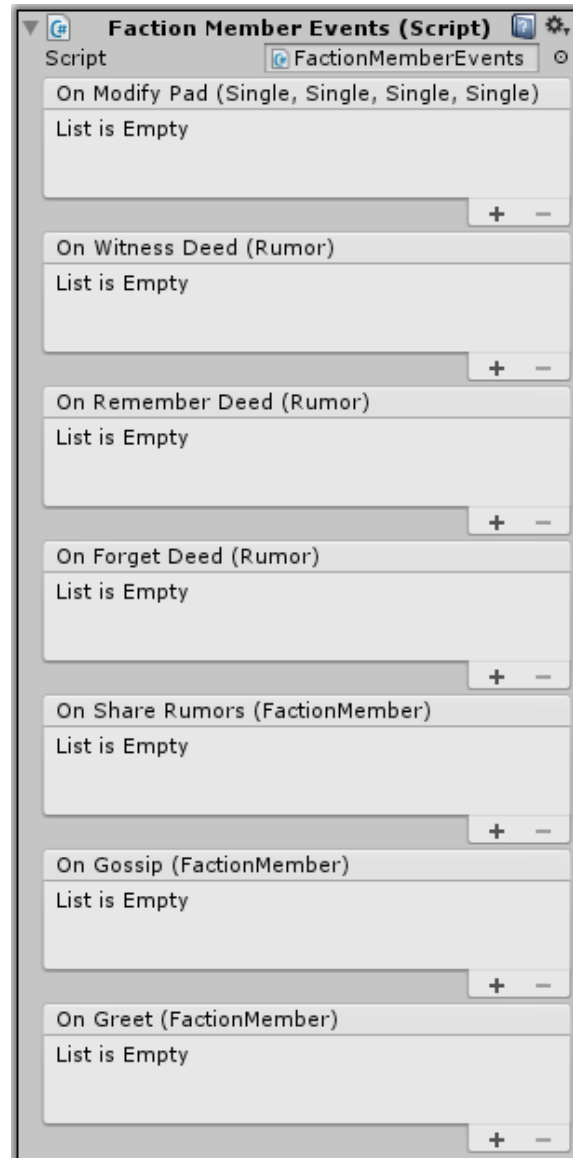 Faction Member Events (Script)
Script FactionMemberEvents
On Modify Pad (Single, Single, Single, Single)
List is Empty
+ −
On Witness Deed (Rumor)
List is Empty
+ −
On Remember Deed (Rumor)
List is Empty
+ −
On Forget Deed (Rumor)
List is Empty
+ −
On Share Rumors (FactionMember)
List is Empty
+ −
On Gossip (FactionMember)
List is Empty
+ −
On Greet (FactionMember)
List is Empty
+ −